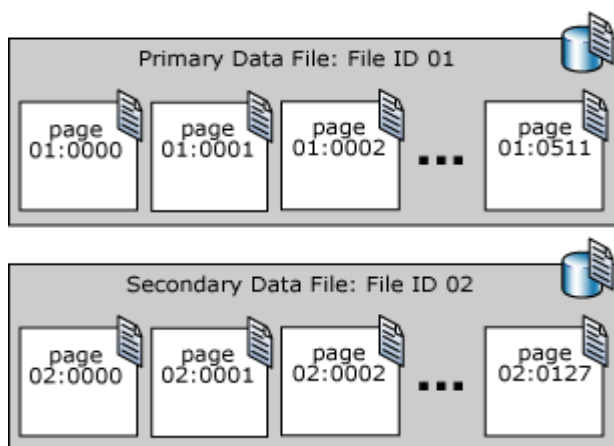 Primary Data File: File ID 01
page
01:0000
page
01:0001
page
01:0002
...
page
01:0511
Secondary Data File: File ID 02
page
02:0000
page
02:0001
page
02:0002
...
page
02:0127